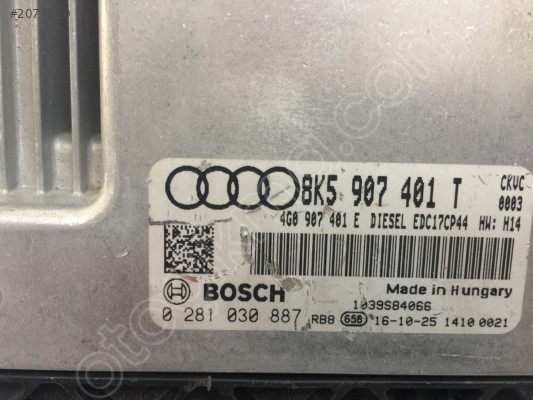 8K5 907 401 T
CKVC
0003
4G0 907 401 E DIESEL EDC17CP44 HW: H14
BOSCH
Made in Hungary
1039S84066
0 281 030 887
RBB 658 16-10-25 1410 0021